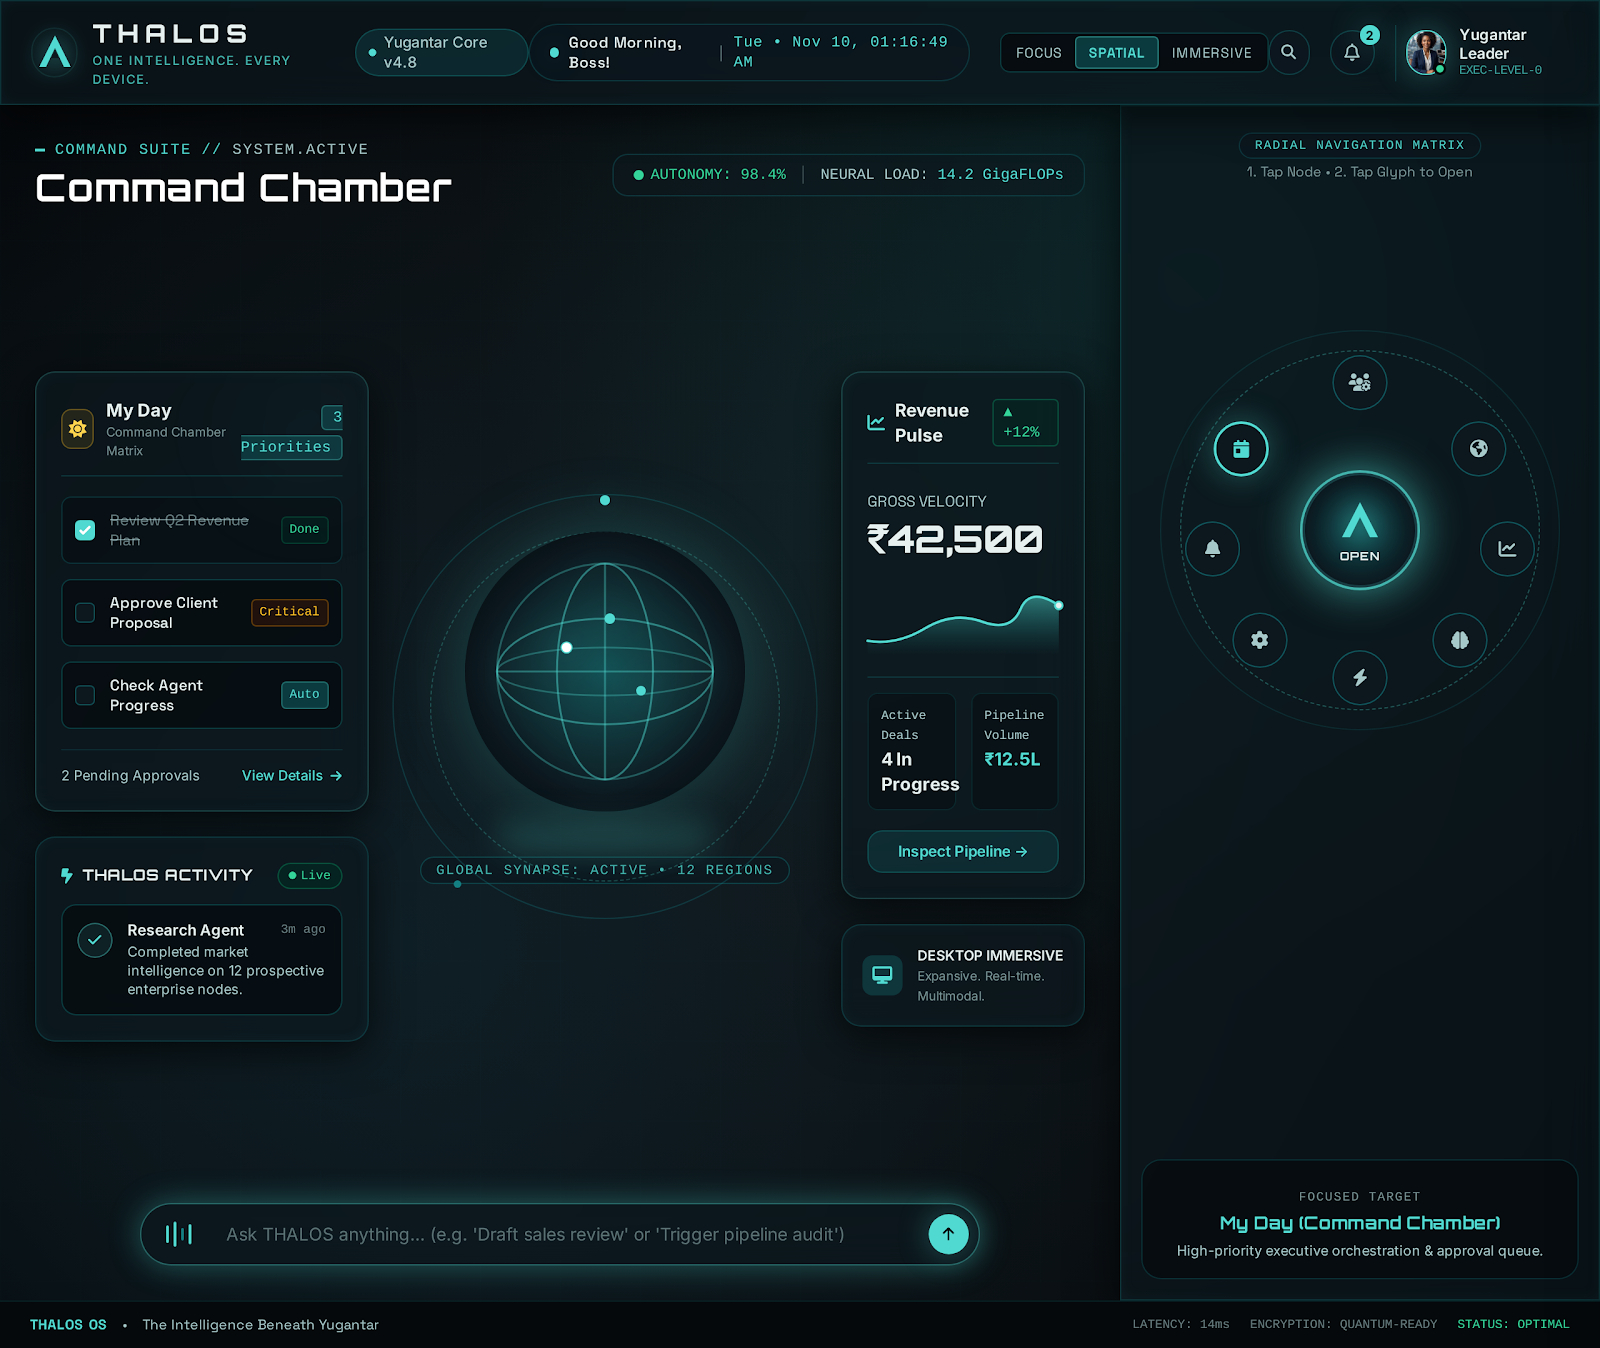 THALOS
ONE INTELLIGENCE. EVERY
DEVICE.
Yugantar Core
v4.8
Good Morning,
Boss!
Tue • Nov 10, 01:16:49
AM
FOCUS
SPATIAL
IMMERSIVE
2
Yugantar
Leader
EXEC-LEVEL-0
COMMAND SUITE // SYSTEM.ACTIVE
Command Chamber
AUTONOMY: 98.4%
NEURAL LOAD: 14.2 GigaFLOPs
RADIAL NAVIGATION MATRIX
1. Tap Node • 2. Tap Glyph to Open
My Day
Command Chamber
Matrix
3
Priorities
Review Q2 Revenue
Plan
Done
Approve Client
Proposal
Critical
Check Agent
Progress
Auto
2 Pending Approvals
View Details →
THALOS ACTIVITY
Live
Research Agent
3m ago
Completed market
intelligence on 12 prospective
enterprise nodes.
GLOBAL SYNAPSE: ACTIVE • 12 REGIONS
Revenue
Pulse
▲
+12%
GROSS VELOCITY
₹42,500
Active
Deals
4 In
Progress
Pipeline
Volume
₹12.5L
Inspect Pipeline →
DESKTOP IMMERSIVE
Expansive. Real-time.
Multimodal.
OPEN
Ask THALOS anything... (e.g. 'Draft sales review' or 'Trigger pipeline audit')
FOCUSED TARGET
My Day (Command Chamber)
High-priority executive orchestration & approval queue.
THALOS OS • The Intelligence Beneath Yugantar
LATENCY: 14ms
ENCRYPTION: QUANTUM-READY
STATUS: OPTIMAL